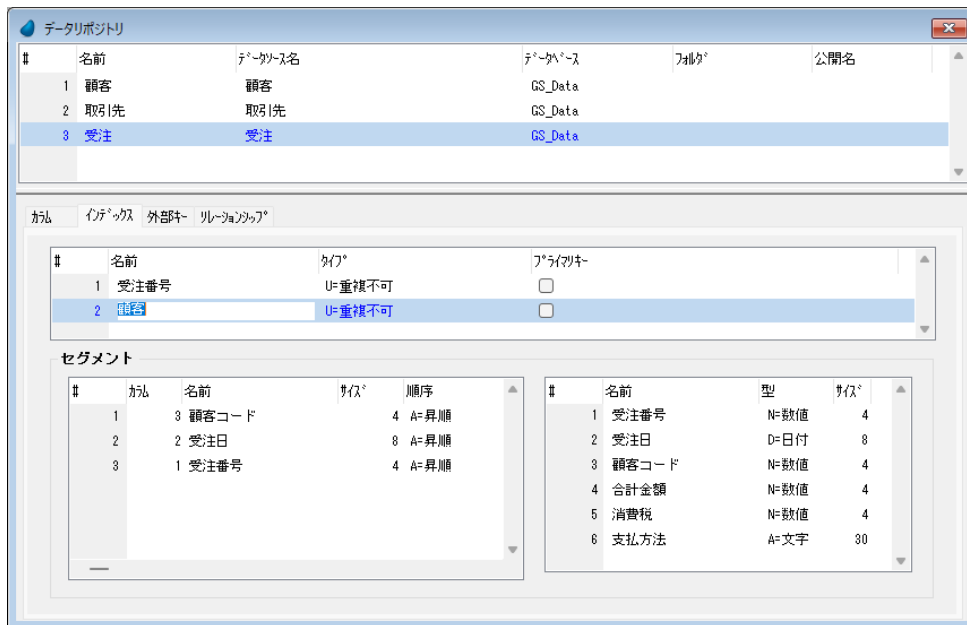 データリポジトリ
# 名前 ﾃﾞｰﾀｿｰｽ名 ﾃﾞｰﾀﾍﾞｰｽ ﾌｫﾙﾀﾞ 公開名
1 顧客 顧客 GS_Data
2 取引先 取引先 GS_Data
3 受注 受注 GS_Data
ｶﾗﾑ ｲﾝﾃﾞｯｸｽ 外部ｷｰ ﾘﾚｰｼｮﾝｼｯﾌﾟ
# 名前 ﾀｲﾌﾟ ﾌﾟﾗｲﾏﾘｷｰ
1 受注番号 U=重複不可
2 顧客 U=重複不可
セグメント
# ｶﾗﾑ 名前 ｻｲｽﾞ 順序
1 3 顧客コード 4 A=昇順
2 2 受注日 8 A=昇順
3 1 受注番号 4 A=昇順
# 名前 型 ｻｲｽﾞ
1 受注番号 N=数値 4
2 受注日 D=日付 8
3 顧客コード N=数値 4
4 合計金額 N=数値 4
5 消費税 N=数値 4
6 支払方法 A=文字 30